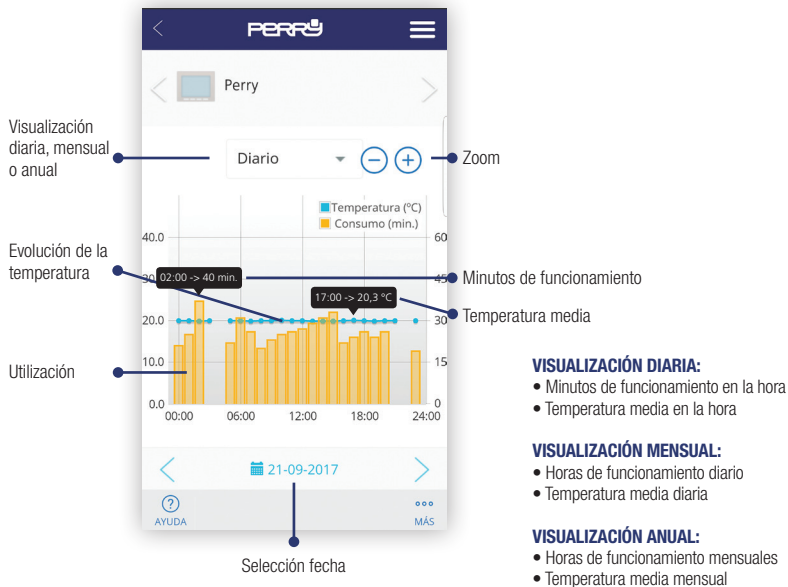 PERRY
Perry
Visualización
diaria, mensual
o anual
Diario
Zoom
Temperatura (ºC)
Consumo (min.)
40.0
60
Evolución de la
temperatura
30
02:00 -> 40 min.
45
Minutos de funcionamiento
17:00 -> 20,3 ºC
Temperatura media
20.0
30
10.0
15
Utilización
0.0
0
00:00 06:00 12:00 18:00 24:00
21-09-2017
?
AYUDA
MÁS
Selección fecha
VISUALIZACIÓN DIARIA:
• Minutos de funcionamiento en la hora
• Temperatura media en la hora
VISUALIZACIÓN MENSUAL:
• Horas de funcionamiento diario
• Temperatura media diaria
VISUALIZACIÓN ANUAL:
• Horas de funcionamiento mensuales
• Temperatura media mensual